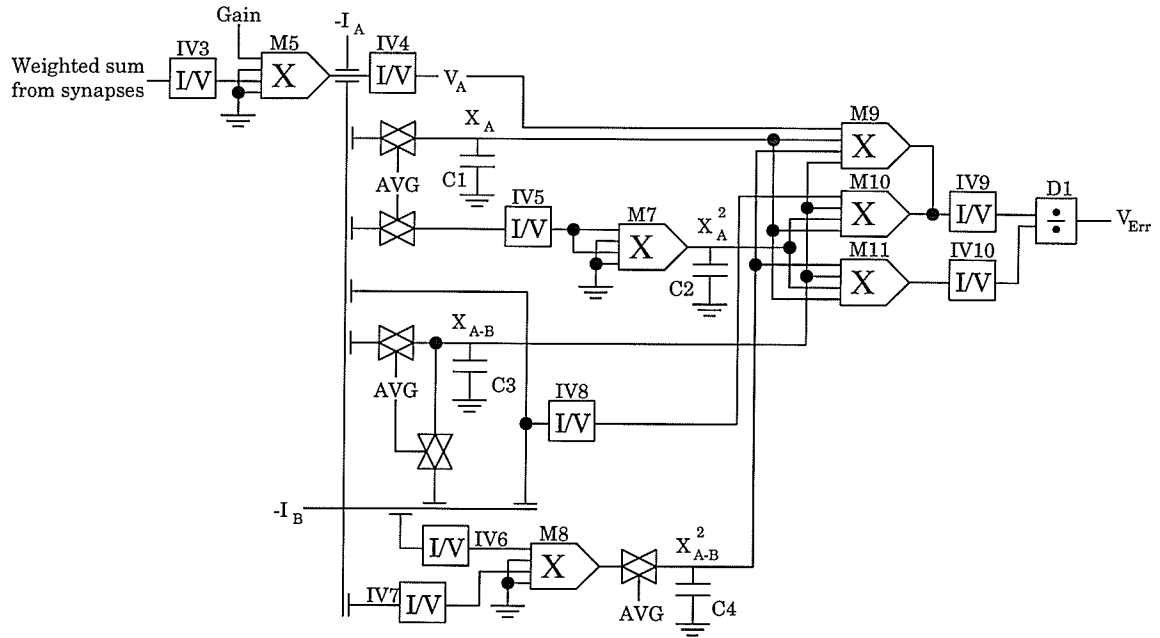 Gain
-I A
IV3
M5
IV4
Weighted sum
from synapses
I/V
X
I/V
V A
M9
X A
X
C1
AVG
M10
IV5
M7
IV9
D1
I/V
X
X A 2
X
I/V
÷
V Err
M11
IV10
C2
X
I/V
X A-B
C3
AVG
IV8
I/V
-I B
IV6
M8
X A-B 2
I/V
X
IV7
I/V
AVG
C4